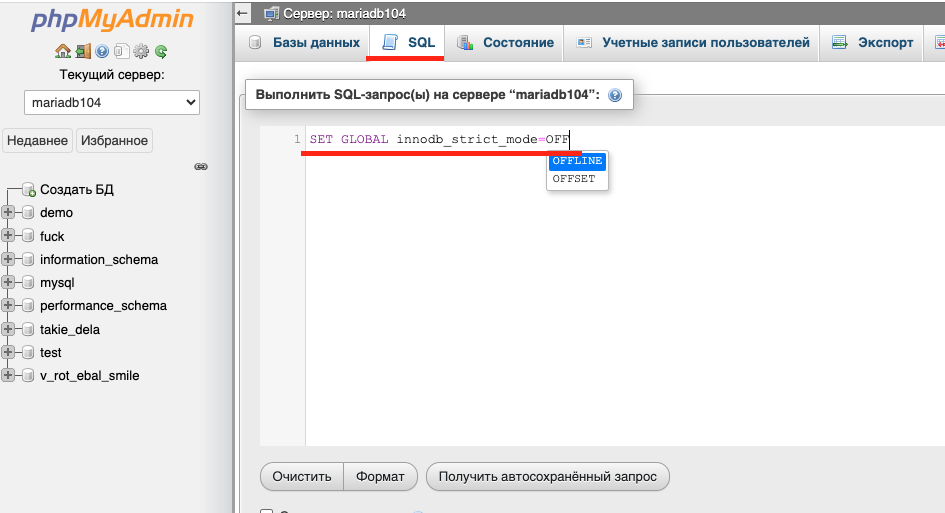 phpMyAdmin
Текущий сервер:
mariadb104
Недавнее Избранное
Создать БД
demo
fuck
information_schema
mysql
performance_schema
takie_dela
test
v_rot_ebal_smile
Сервер: mariadb104
Базы данных SQL Состояние Учетные записи пользователей Экспорт
Выполнить SQL-запрос(ы) на сервере “mariadb104”:
1 SET GLOBAL innodb_strict_mode=OFF
OFFLINE
OFFSET
Очистить Формат Получить автосохранённый запрос